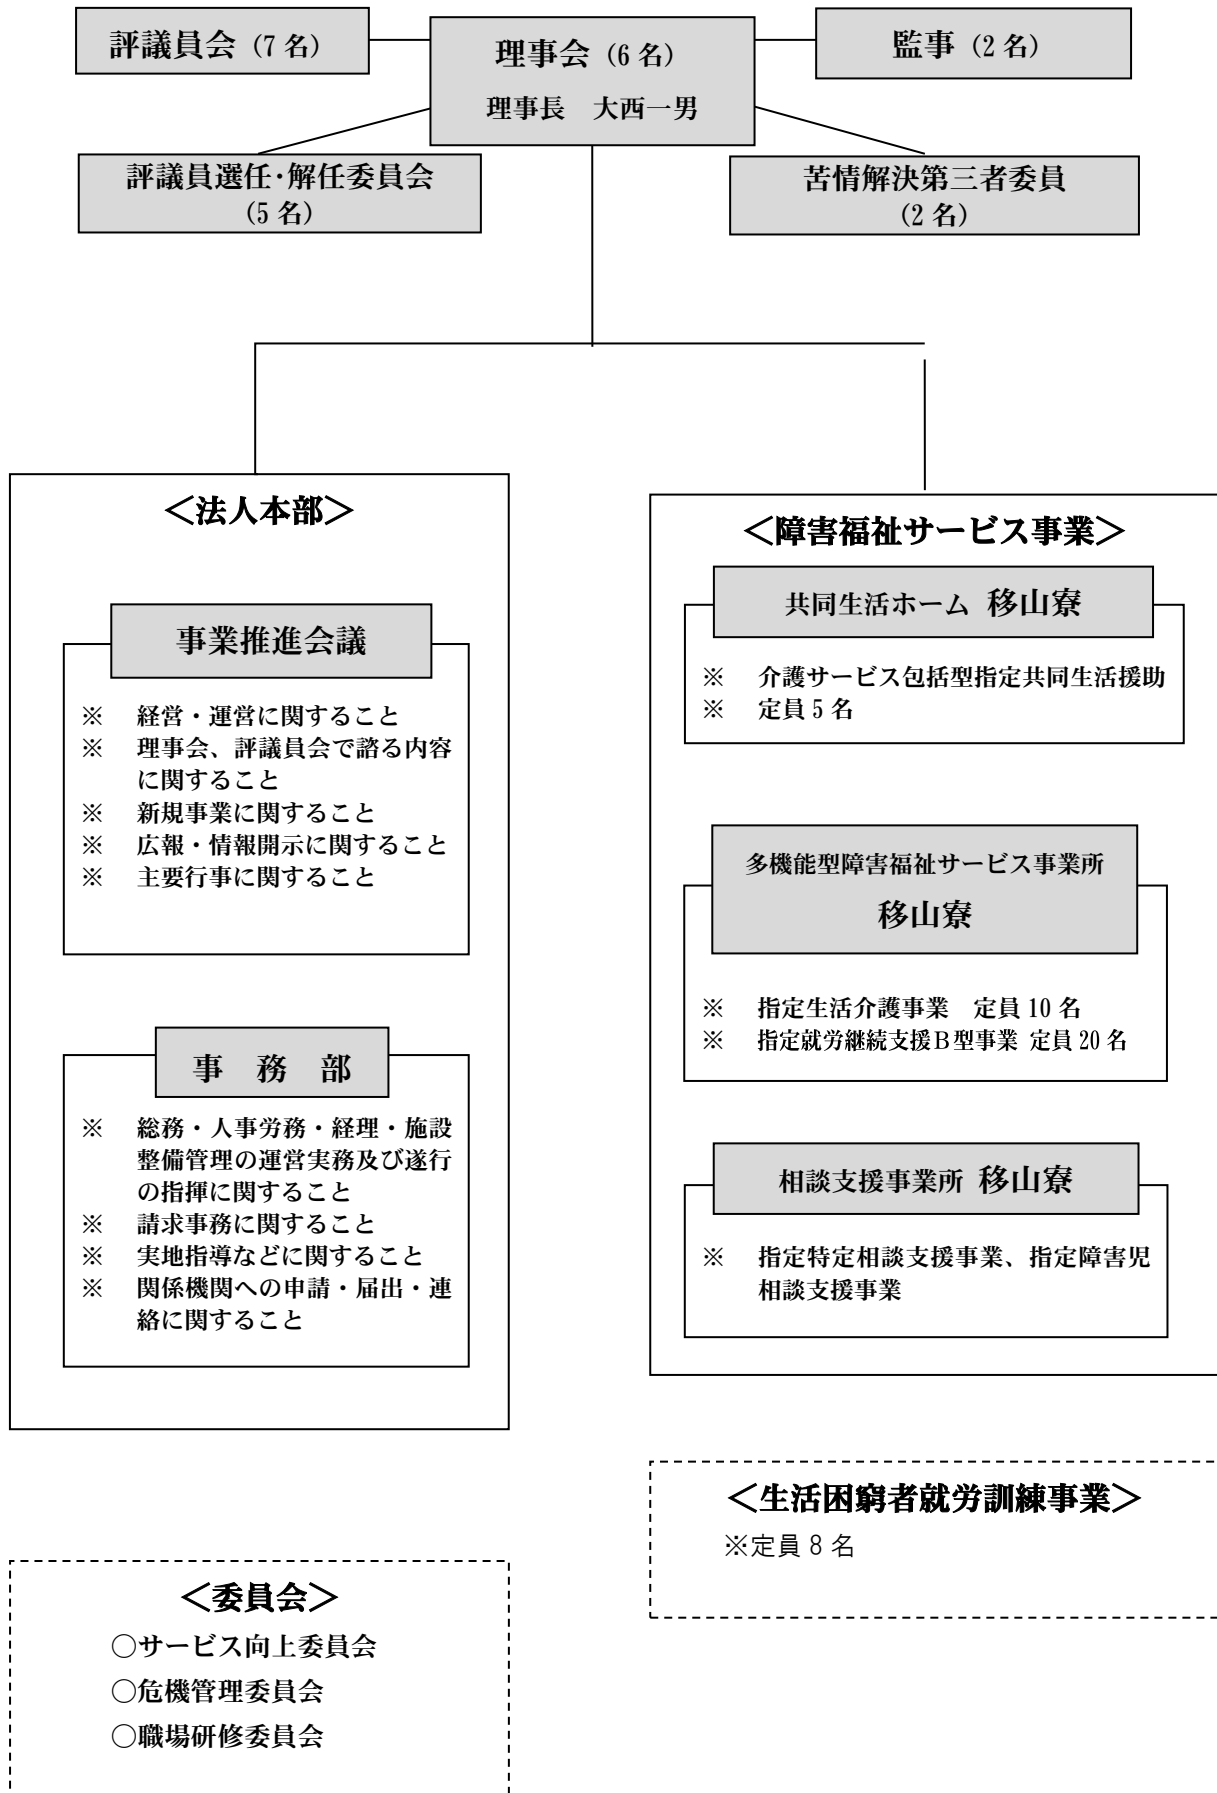 評議員会（7 名）
理事会（6 名）
理事長　大西一男
監事（2 名）
評議員選任･解任委員会
（5 名）
苦情解決第三者委員
（2 名）
＜法人本部＞
事業推進会議
※　経営・運営に関すること
※　理事会、評議員会で諮る内容
に関すること
※　新規事業に関すること
※　広報・情報開示に関すること
※　主要行事に関すること
事　務　部
※　総務・人事労務・経理・施設
整備管理の運営実務及び遂行
の指揮に関すること
※　請求事務に関すること
※　実地指導などに関すること
※　関係機関への申請・届出・連
絡に関すること
＜障害福祉サービス事業＞
共同生活ホーム 移山寮
※　介護サービス包括型指定共同生活援助
※　定員 5 名
多機能型障害福祉サービス事業所
移山寮
※　指定生活介護事業　定員 10 名
※　指定就労継続支援Ｂ型事業 定員 20 名
相談支援事業所 移山寮
※　指定特定相談支援事業、指定障害児
相談支援事業
＜生活困窮者就労訓練事業＞
※定員 8 名
＜委員会＞
○サービス向上委員会
○危機管理委員会
○職場研修委員会